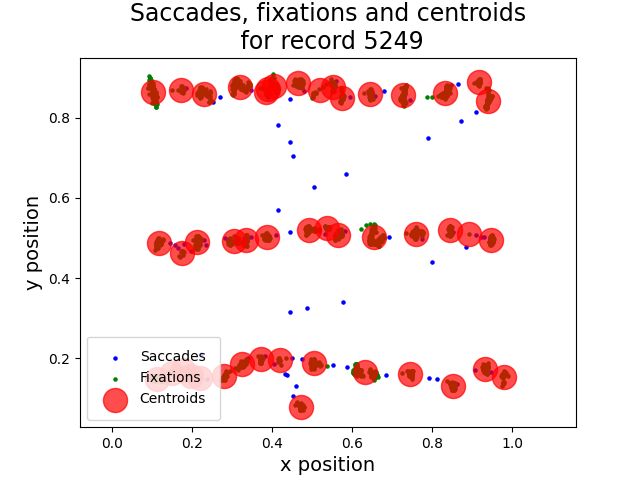 Saccades, fixations and centroids
for record 5249
y position
0.8
0.6
0.4
0.2
Saccades
Fixations
Centroids
0.0 0.2 0.4 0.6 0.8 1.0
x position